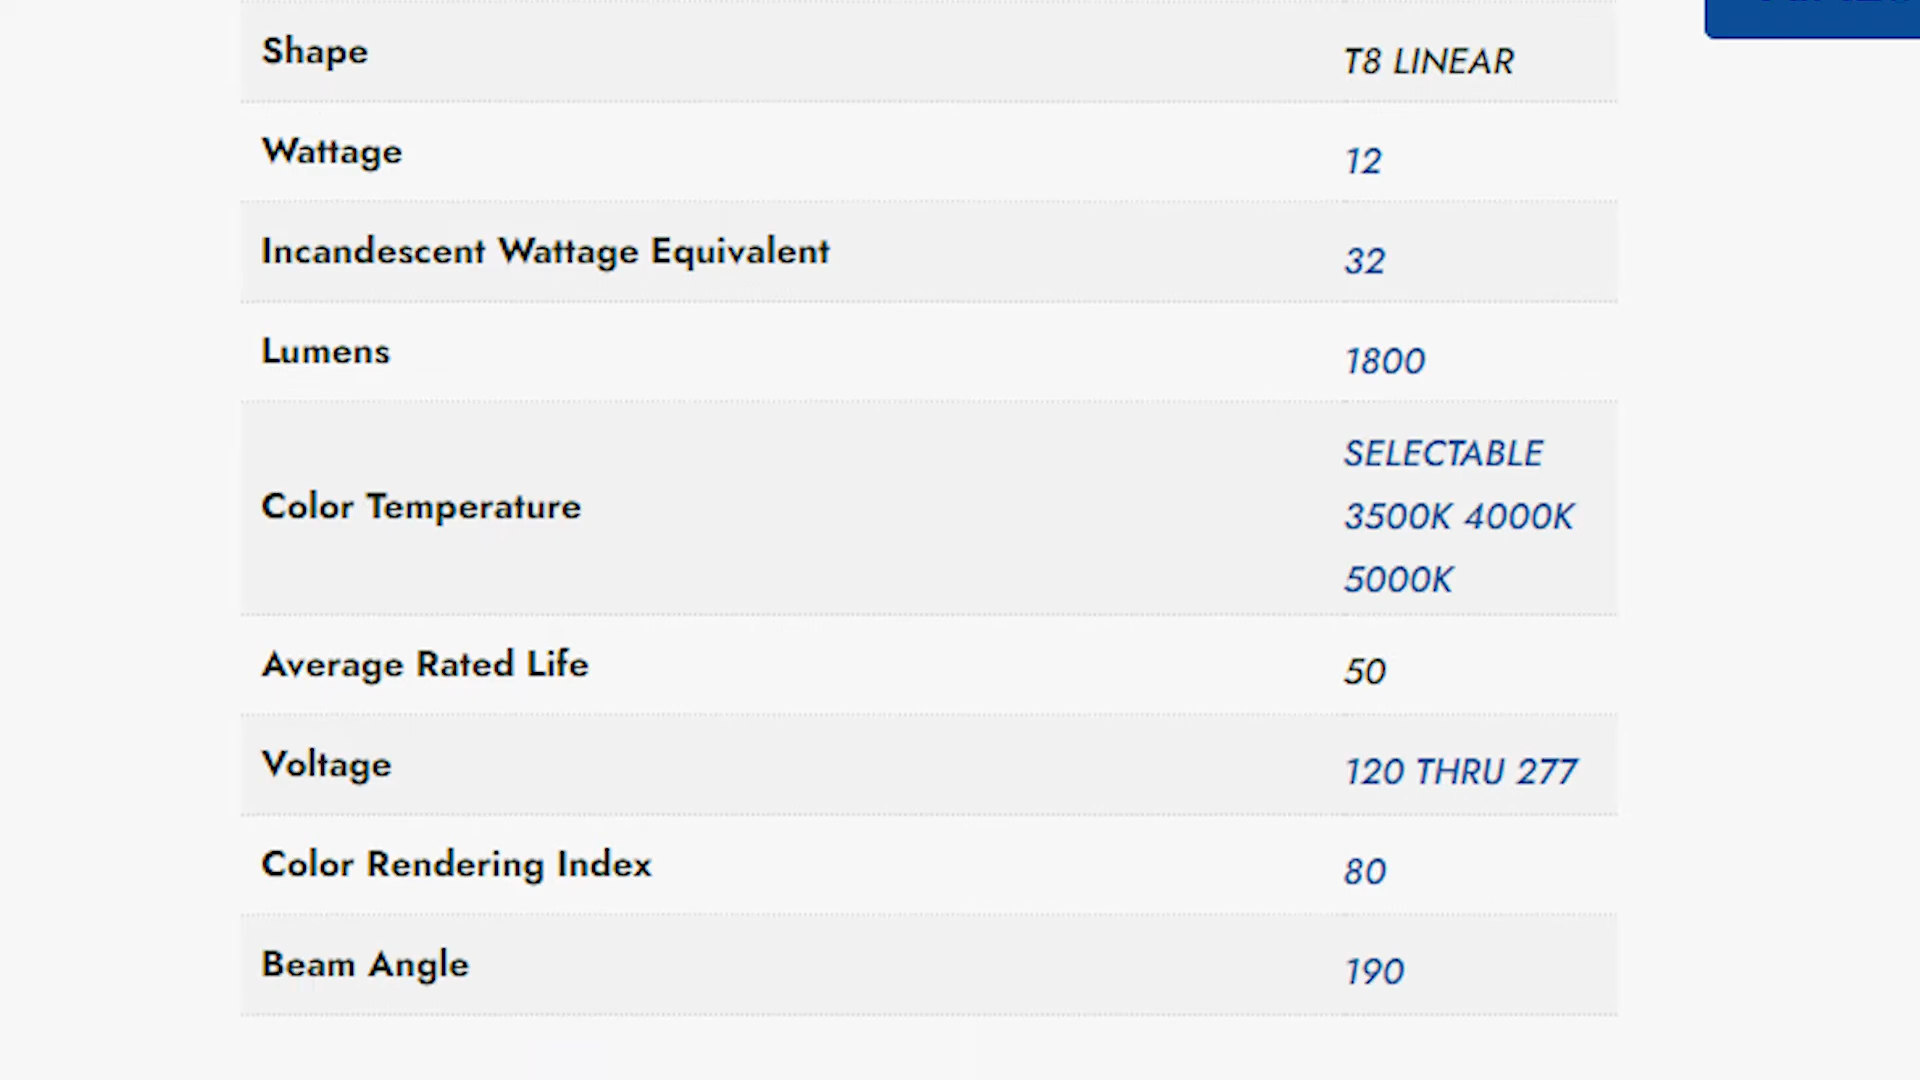 Shape
T8 LINEAR
Wattage
12
Incandescent Wattage Equivalent
32
Lumens
1800
Color Temperature
SELECTABLE
3500K 4000K
5000K
Average Rated Life
50
Voltage
120 THRU 277
Color Rendering Index
80
Beam Angle
190